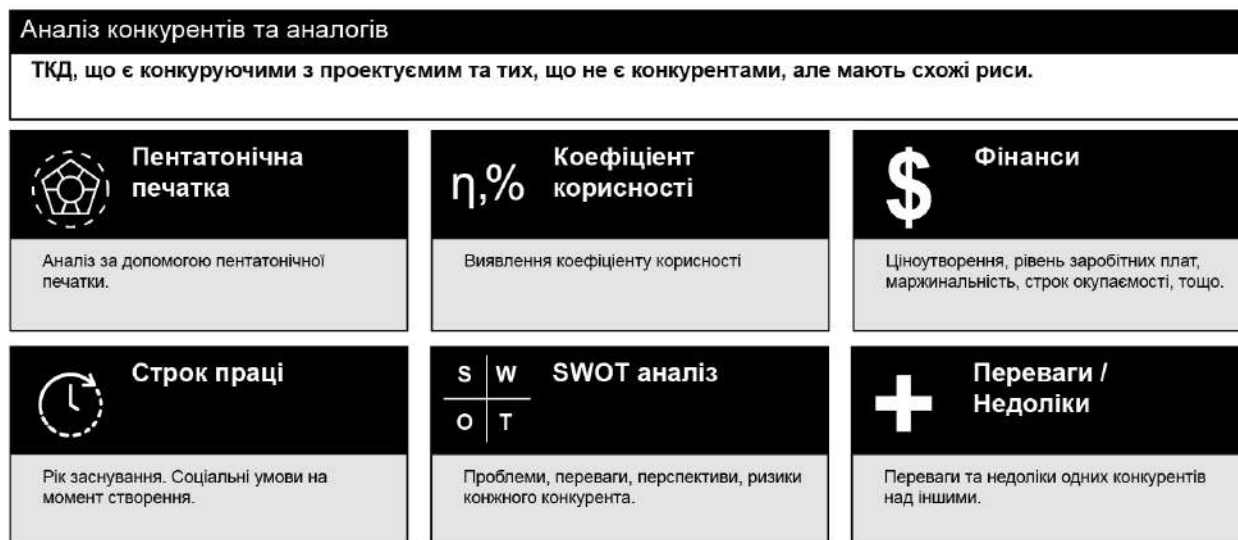 Аналіз конкурентів та аналогів
ТКД, що є конкуруючими з проектуємим та тих, що не є конкурентами, але мають схожі риси.
Пентатонічна
печатка
Аналіз за допомогою пентатонічної
печатки.
η,%
Коефіцієнт
корисності
Виявлення коефіцієнту корисності
$
Фінанси
Ціноутворення, рівень заробітних плат,
маржинальність, строк окупаємості, тощо.
Строк праці
Рік заснування. Соціальні умови на
момент створення.
S W
O T
SWOT аналіз
Проблеми, переваги, перспективи, ризики
конжного конкурента.
Переваги /
Недоліки
Переваги та недоліки одних конкурентів
над іншими.